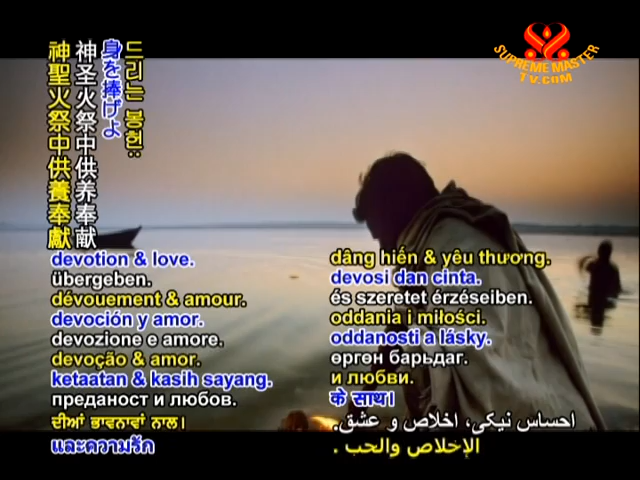 SUPREME MASTER
TV.COM
드리는 봉헌:
身を捧げよ
神圣火祭中供养奉献
神聖火祭中供養奉獻
devotion & love.
übergeben.
dévouement & amour.
devoción y amor.
devozione e amore.
devoção & amor.
ketaatan & kasih sayang.
преданост и любов.
ਦੀਆਂ ਭਾਵਨਾਵਾਂ ਨਾਲ।
และความรัก
dâng hiến & yêu thương.
devosi dan cinta.
és szeretet érzéseiben.
oddania i miłości.
oddanosti a lásky.
өргөн барьдаг.
и любви.
के साथ।
احساس نیکی، اخلاص و عشق.
الإخلاص والحب .